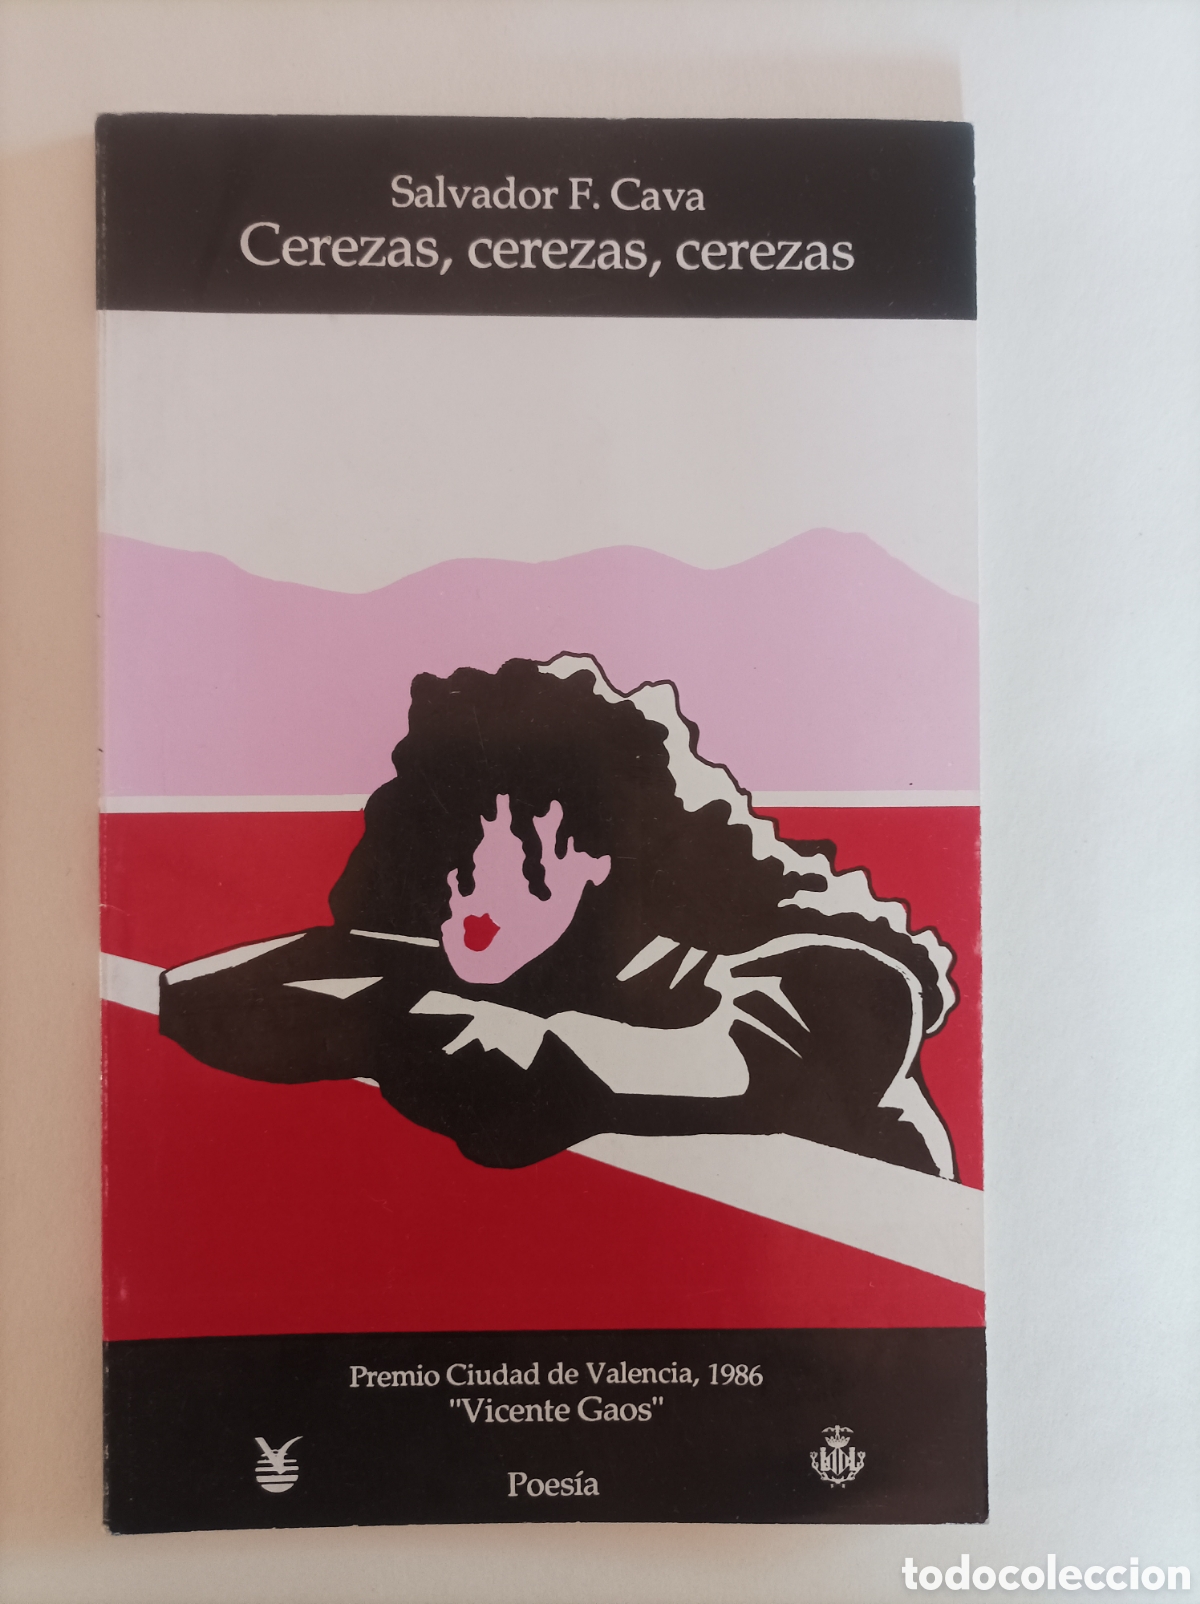 Salvador F. Cava
Cerezas, cerezas, cerezas
Premio Ciudad de Valencia, 1986
"Vicente Gaos"
Poesía
todocoleccion